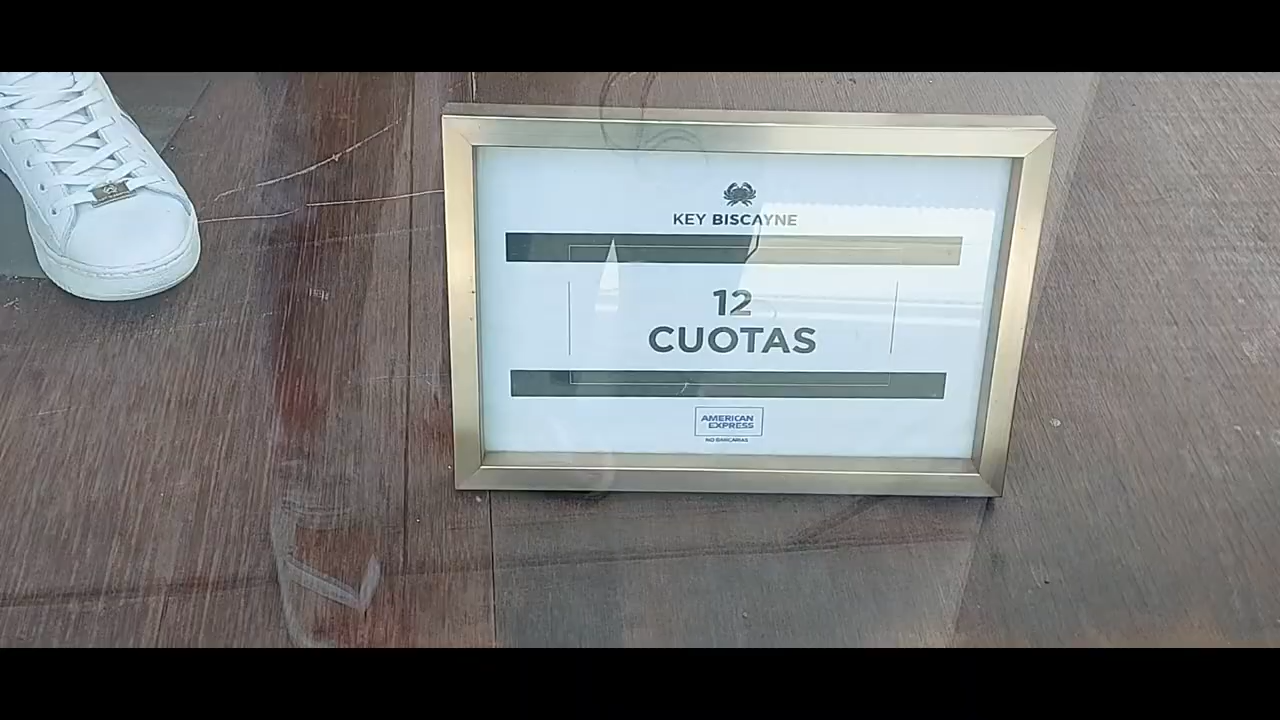 KEY BISCAYNE
12
CUOTAS
AMERICAN
EXPRESS
NO BANCARIAS